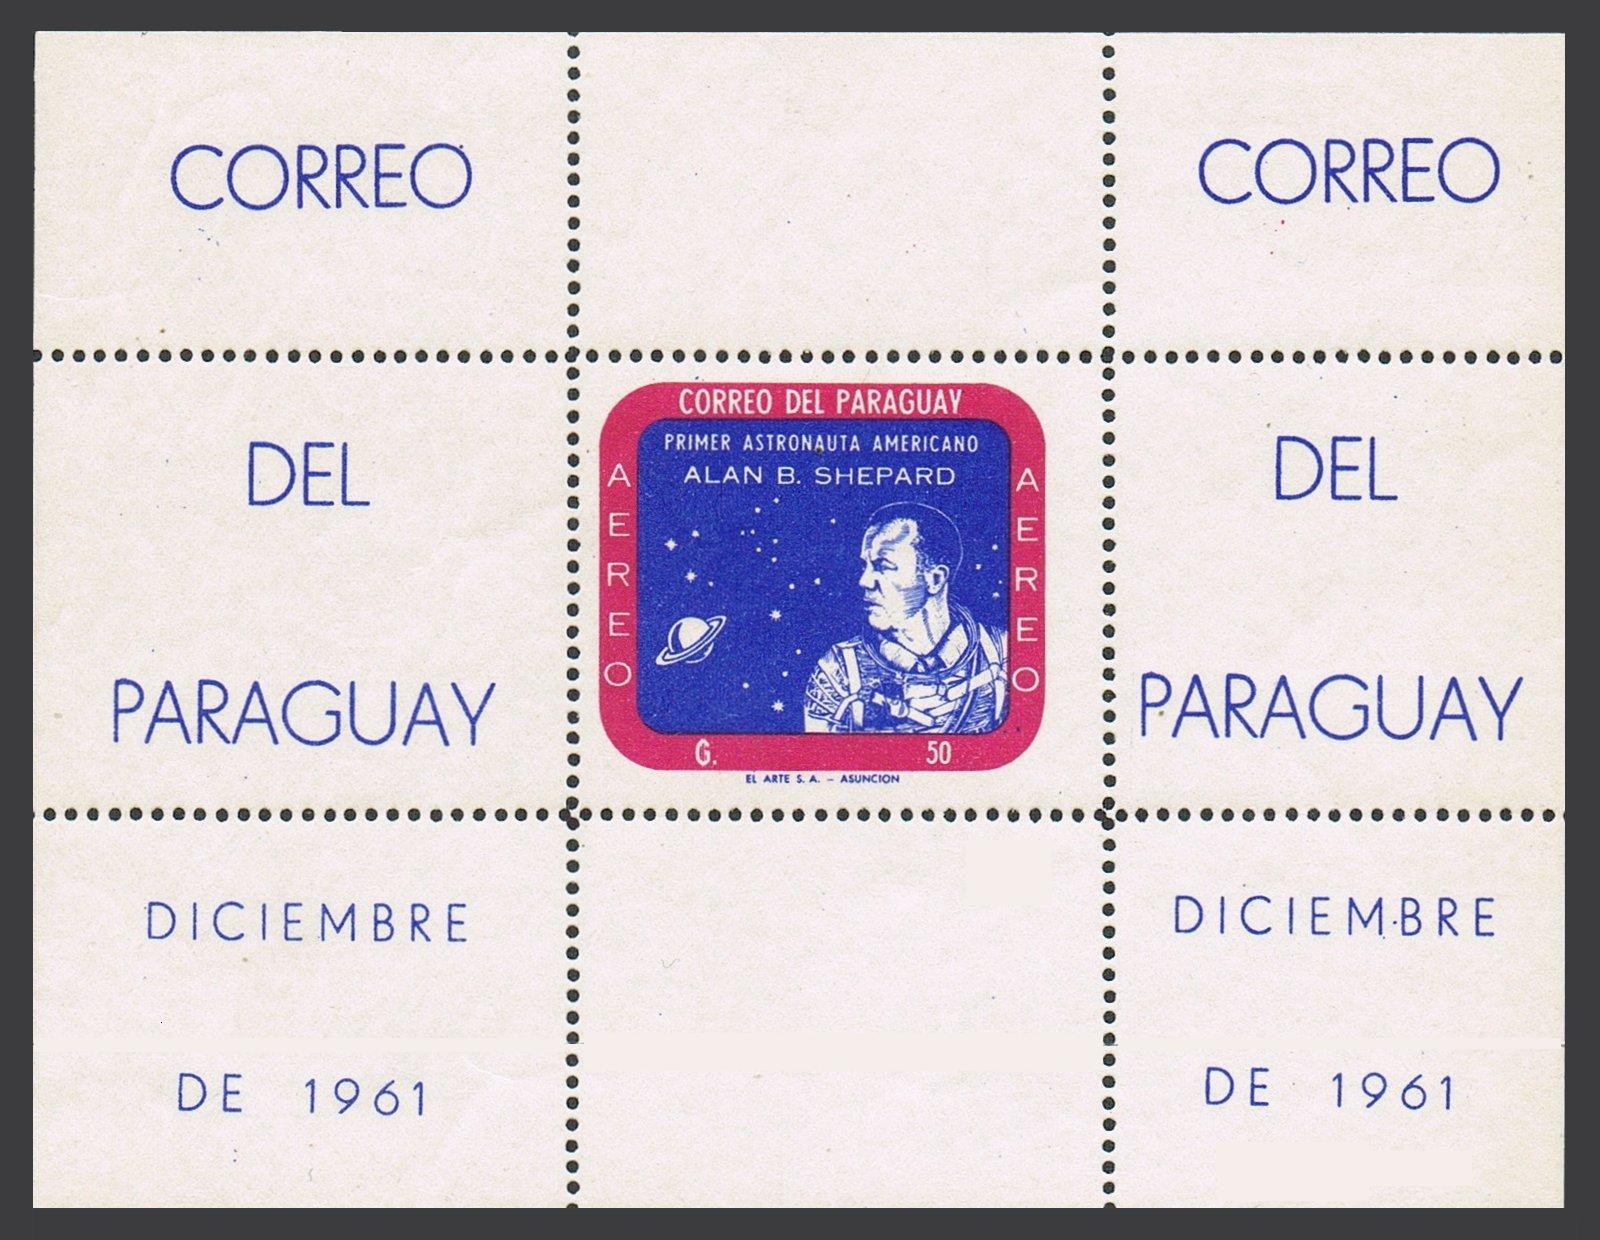 CORREO
CORREO
CORREO DEL PARAGUAY
PRIMER ASTRONAUTA AMERICANO
ALAN B. SHEPARD
AEREO
AEREO
₲. 50
EL ARTE S. A. – ASUNCION
DEL
DEL
PARAGUAY
PARAGUAY
DICIEMBRE
DICIEMBRE
DE 1961
DE 1961